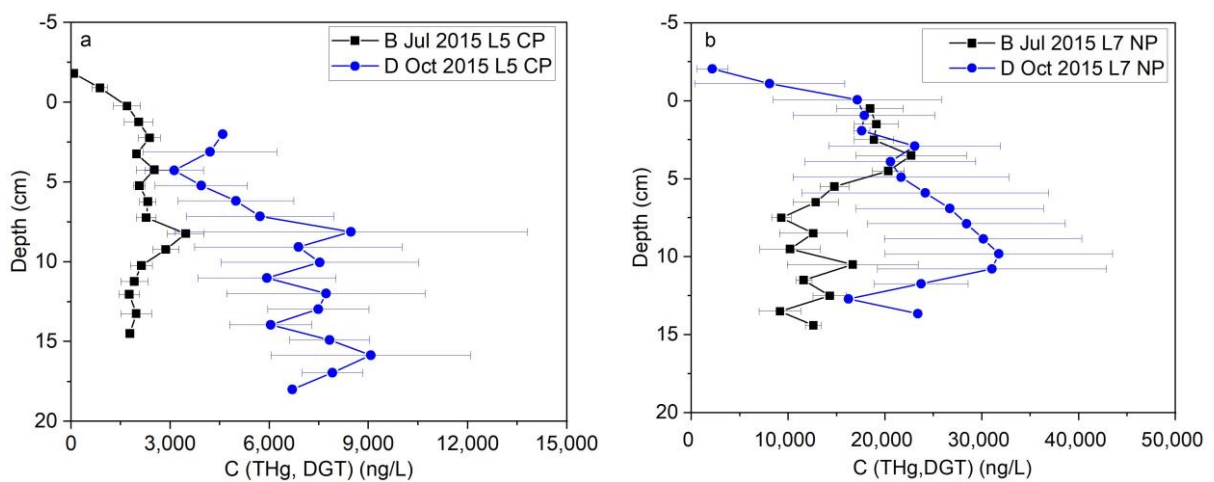 a
B Jul 2015 L5 CP
D Oct 2015 L5 CP
-5
0
5
10
15
20
Depth (cm)
0
3,000
6,000
9,000
12,000
15,000
C (THg, DGT) (ng/L)
b
B Jul 2015 L7 NP
D Oct 2015 L7 NP
-5
0
5
10
15
20
Depth (cm)
0
10,000
20,000
30,000
40,000
50,000
C (THg,DGT) (ng/L)